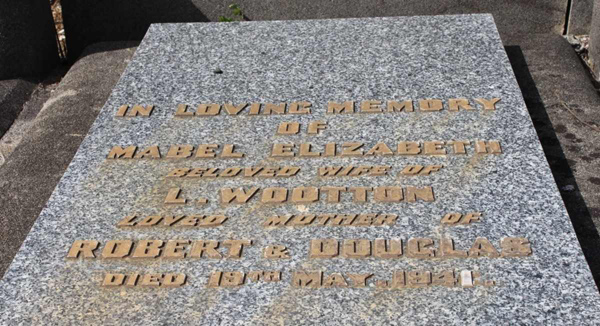 IN LOVING MEMORY
OF
MABEL ELIZABETH
BELOVED WIFE OF
L. WOOTTON
LOVED MOTHER OF
ROBERT & DOUGLAS
DIED 19TH MAY, 1941.